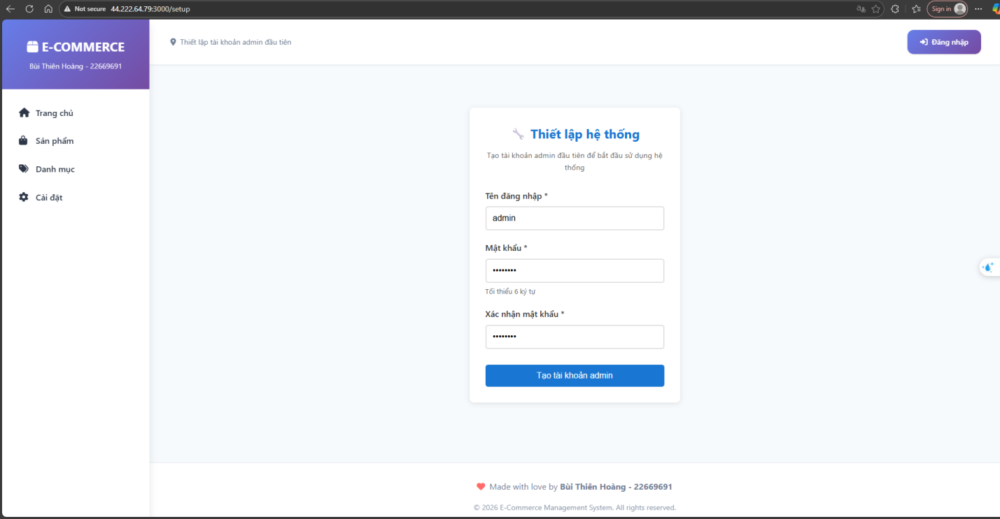 Not secure 44.222.64.79:3000/setup
Sign in
E-COMMERCE
Bùi Thiên Hoàng - 22669691
Trang chủ
Sản phẩm
Danh mục
Cài đặt
Thiết lập tài khoản admin đầu tiên
Đăng nhập
Thiết lập hệ thống
Tạo tài khoản admin đầu tiên để bắt đầu sử dụng hệ
thống
Tên đăng nhập *
admin
Mật khẩu *
••••••••
Tối thiểu 6 ký tự
Xác nhận mật khẩu *
••••••••
Tạo tài khoản admin
Made with love by Bùi Thiên Hoàng - 22669691
© 2026 E-Commerce Management System. All rights reserved.